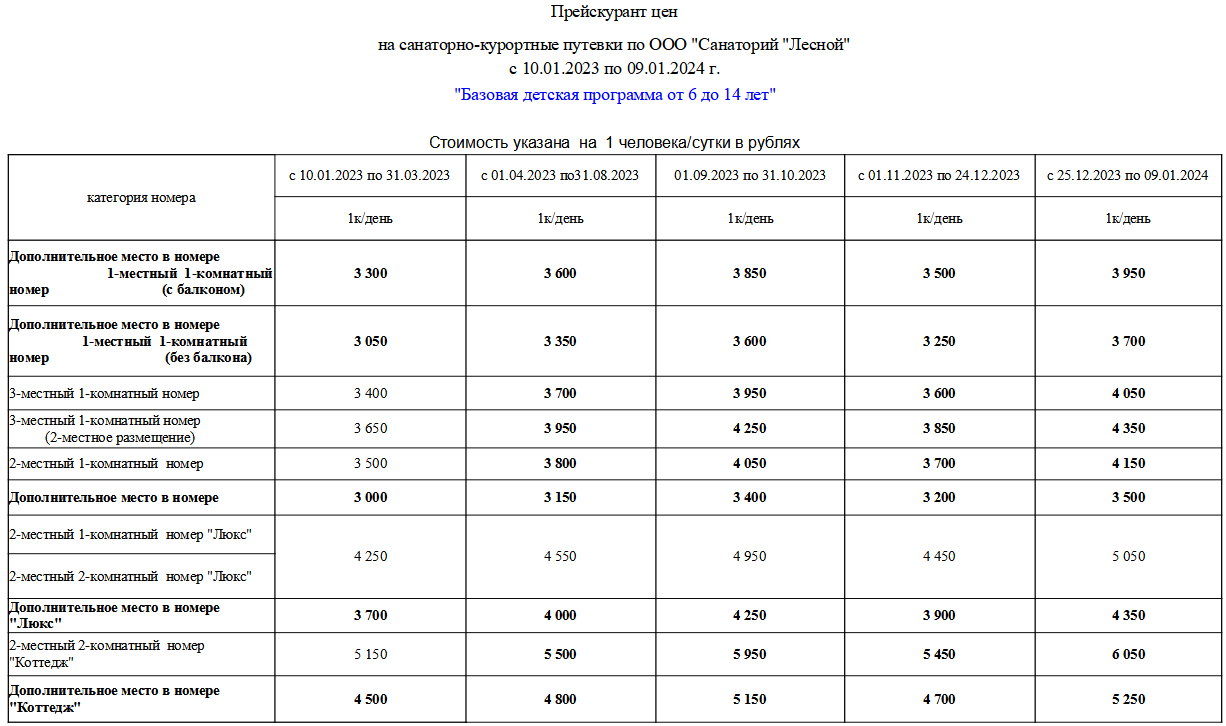 Прейскурант цен
на санаторно-курортные путевки по ООО "Санаторий "Лесной"
с 10.01.2023 по 09.01.2024 г.
"Базовая детская программа от 6 до 14 лет"
Стоимость указана на 1 человека/сутки в рублях
категория номера
с 10.01.2023 по 31.03.2023
с 01.04.2023 по31.08.2023
01.09.2023 по 31.10.2023
с 01.11.2023 по 24.12.2023
с 25.12.2023 по 09.01.2024
1к/день
1к/день
1к/день
1к/день
1к/день
Дополнительное место в номере
1-местный 1-комнатный
номер (с балконом)
3 300
3 600
3 850
3 500
3 950
Дополнительное место в номере
1-местный 1-комнатный
номер (без балкона)
3 050
3 350
3 600
3 250
3 700
3-местный 1-комнатный номер
3 400
3 700
3 950
3 600
4 050
3-местный 1-комнатный номер
(2-местное размещение)
3 650
3 950
4 250
3 850
4 350
2-местный 1-комнатный номер
3 500
3 800
4 050
3 700
4 150
Дополнительное место в номере
3 000
3 150
3 400
3 200
3 500
2-местный 1-комнатный номер "Люкс"
2-местный 2-комнатный номер "Люкс"
4 250
4 550
4 950
4 450
5 050
Дополнительное место в номере
"Люкс"
3 700
4 000
4 250
3 900
4 350
2-местный 2-комнатный номер
"Коттедж"
5 150
5 500
5 950
5 450
6 050
Дополнительное место в номере
"Коттедж"
4 500
4 800
5 150
4 700
5 250